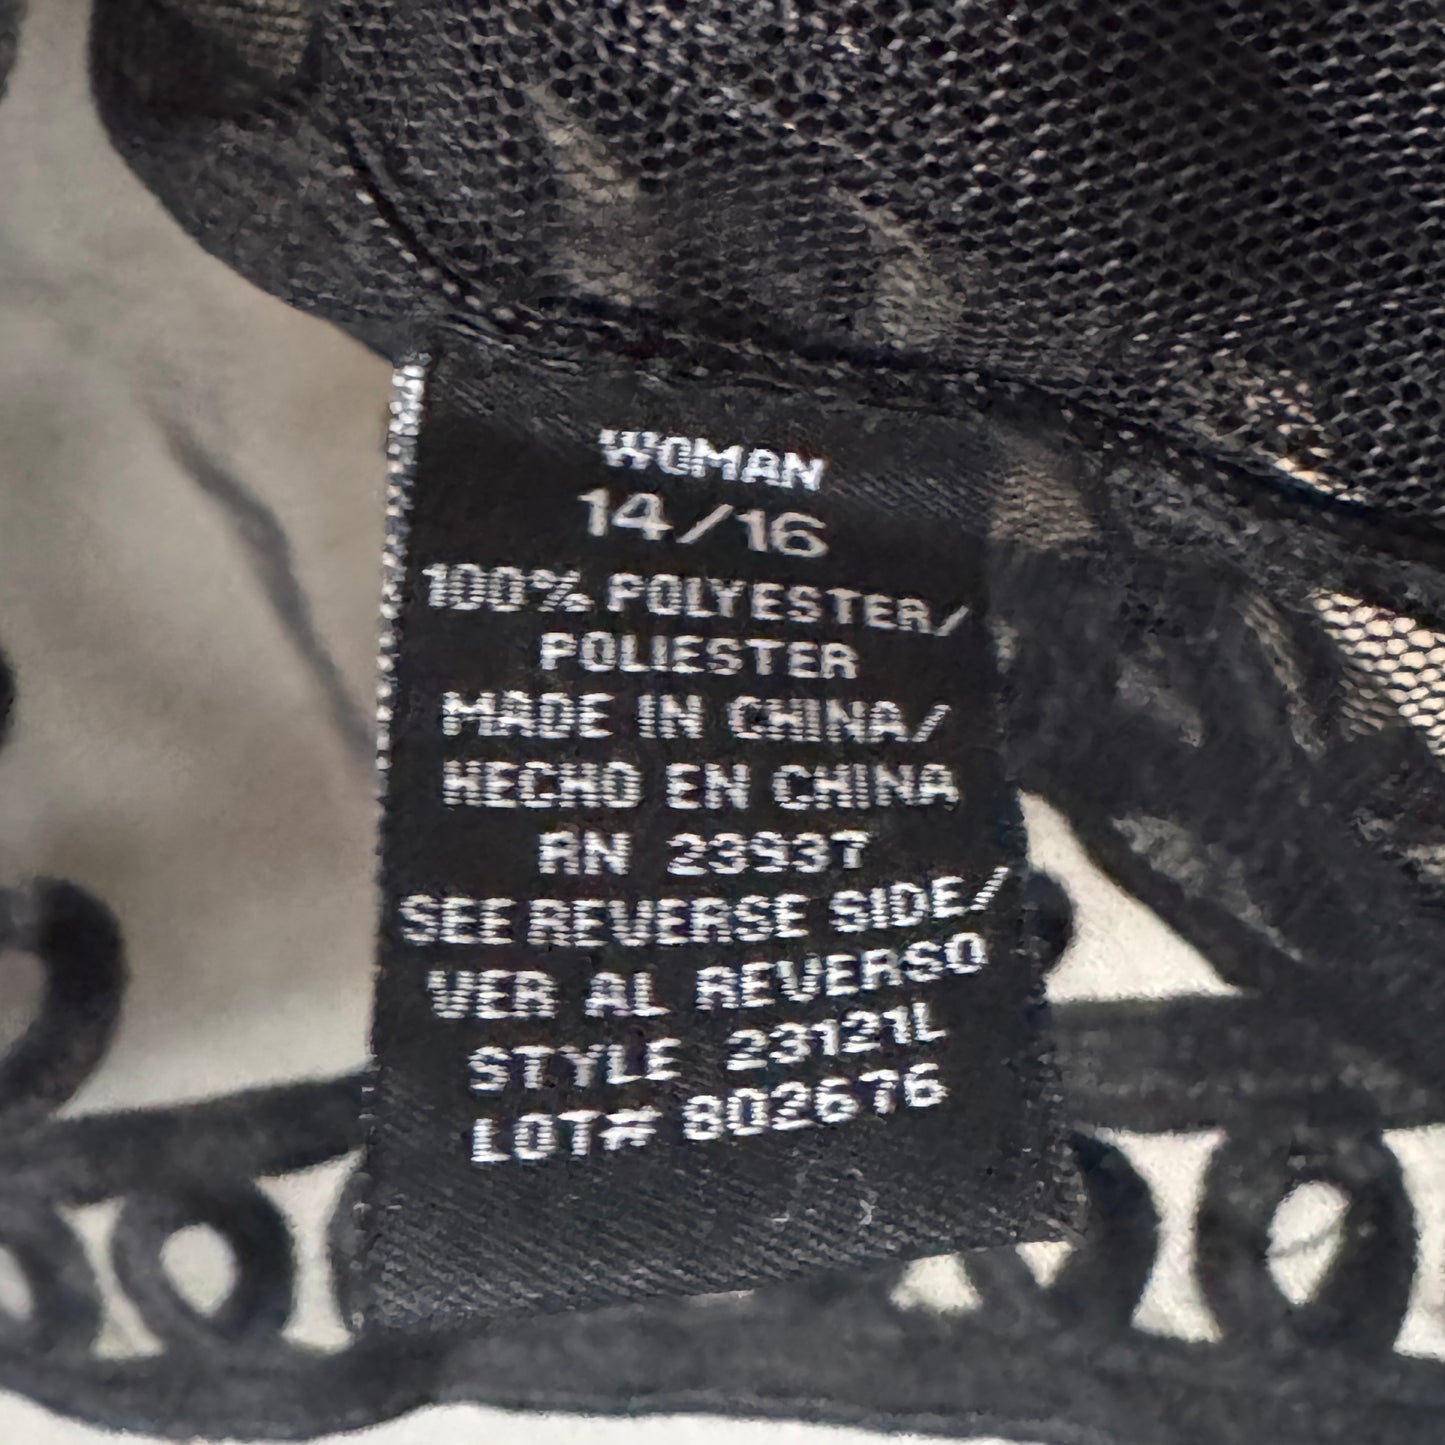 WOMAN
14/16
100% POLYESTER/
POLIESTER
MADE IN CHINA/
HECHO EN CHINA
RN 23937
SEE REVERSE SIDE/
VER AL REVERSO
STYLE 23121L
LOT# 802676